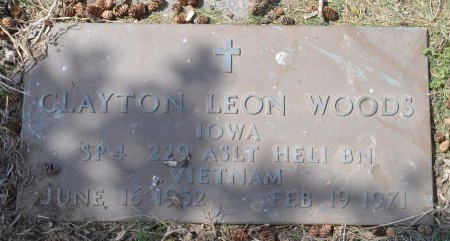 CLAYTON LEON WOODS
IOWA
SP4 229 ASLT HELI BN
VIETNAM
JUNE 16 1952 FEB 19 1971